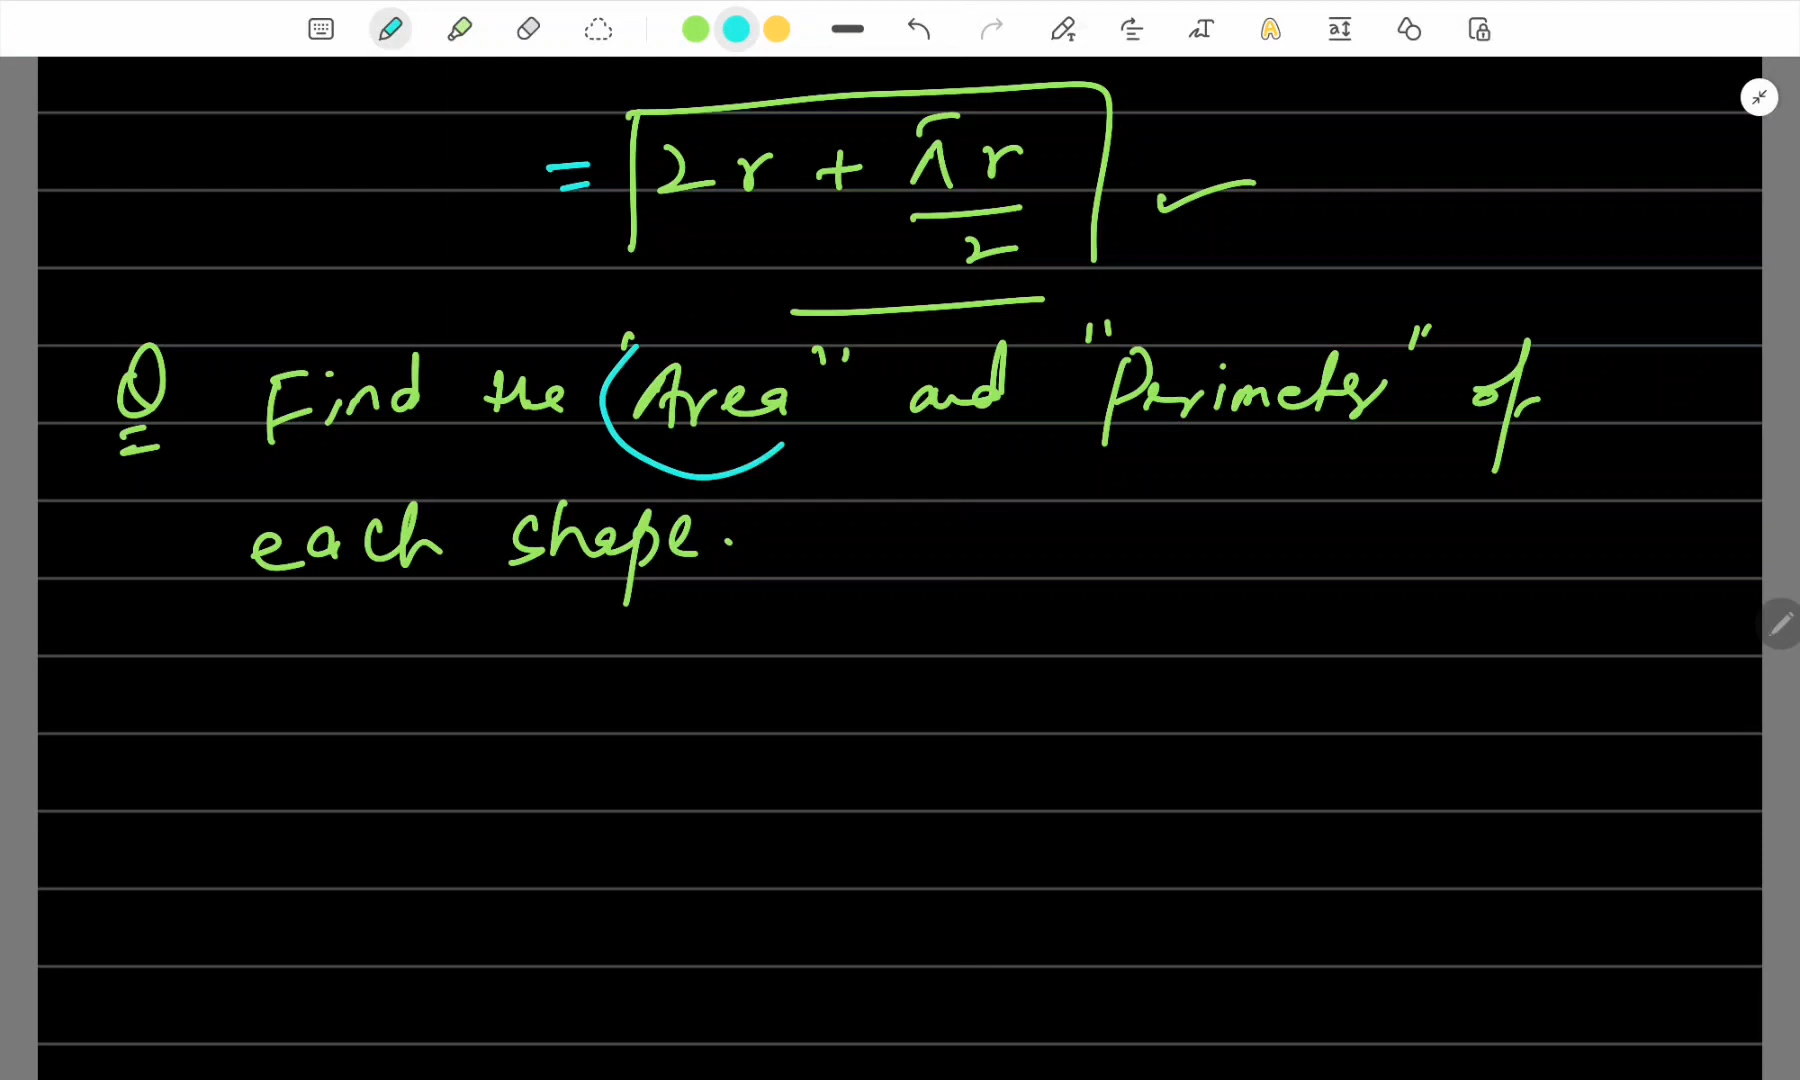 = 2r + πr/2 ✓
Q Find the "Area" and "Perimeter" of
each shape.